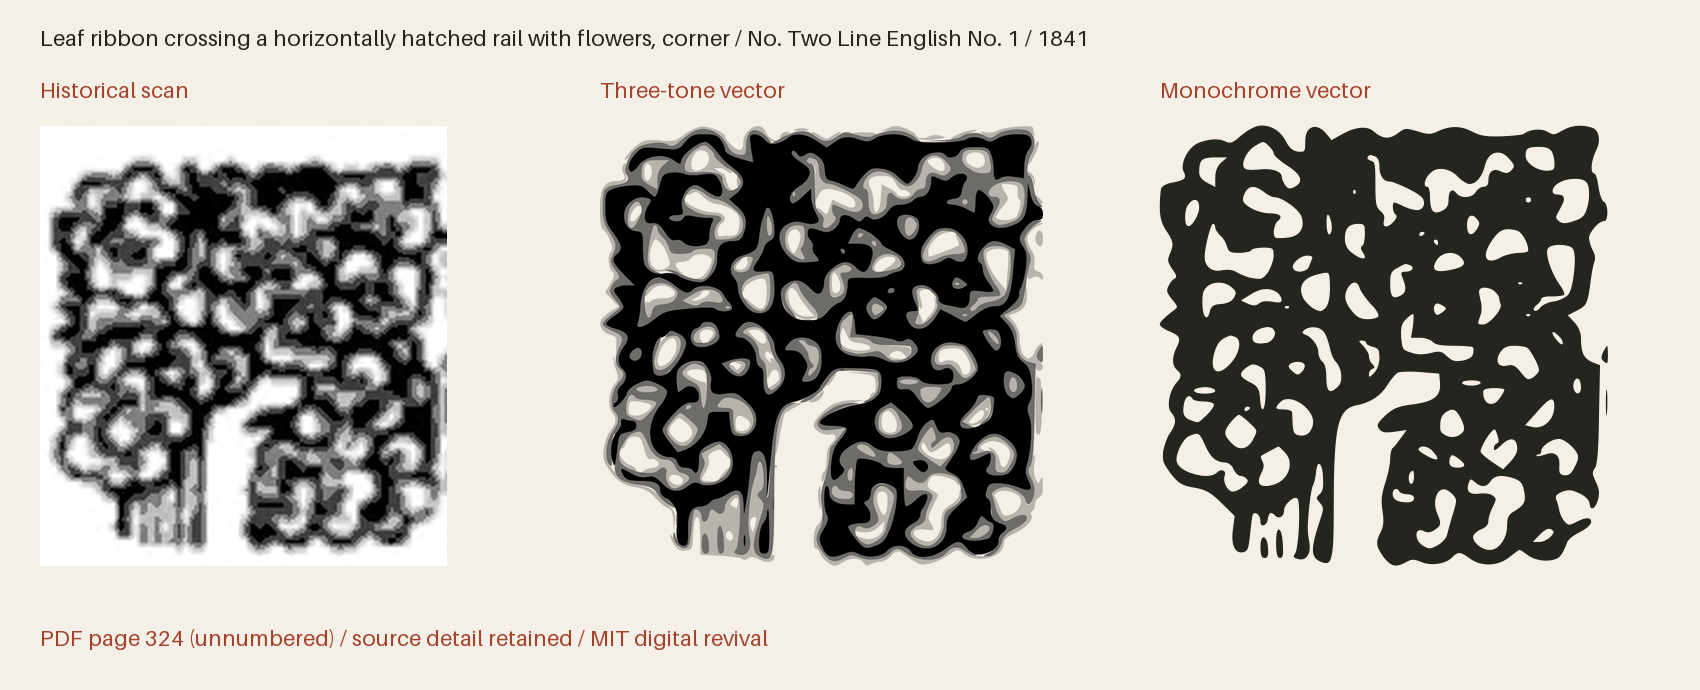 Leaf ribbon crossing a horizontally hatched rail with flowers, corner / No. Two Line English No. 1 / 1841
Historical scan
Three-tone vector
Monochrome vector
PDF page 324 (unnumbered) / source detail retained / MIT digital revival